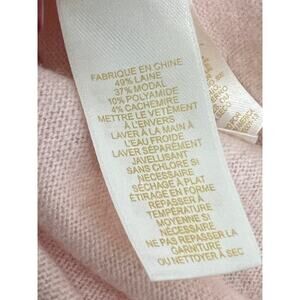 FABRIQUE EN CHINE
49% LAINE
37% MODAL
10% POLYAMIDE
4% CACHEMIRE
METTRE LE VETÊMENT
À L'ENVERS
LAVER À LA MAIN À
L'EAU FROIDE
LAVER SÉPARÉMENT
JAVELLISANT
SANS CHLORE SI
NÉCESSAIRE
SÉCHAGE À PLAT
ÉTIRAGE EN FORME
REPASSER À
TEMPÉRATURE
MOYENNE SI
NÉCESSAIRE
NE PAS REPASSER LA
GARNITURE
OU NETTOYER À SEC